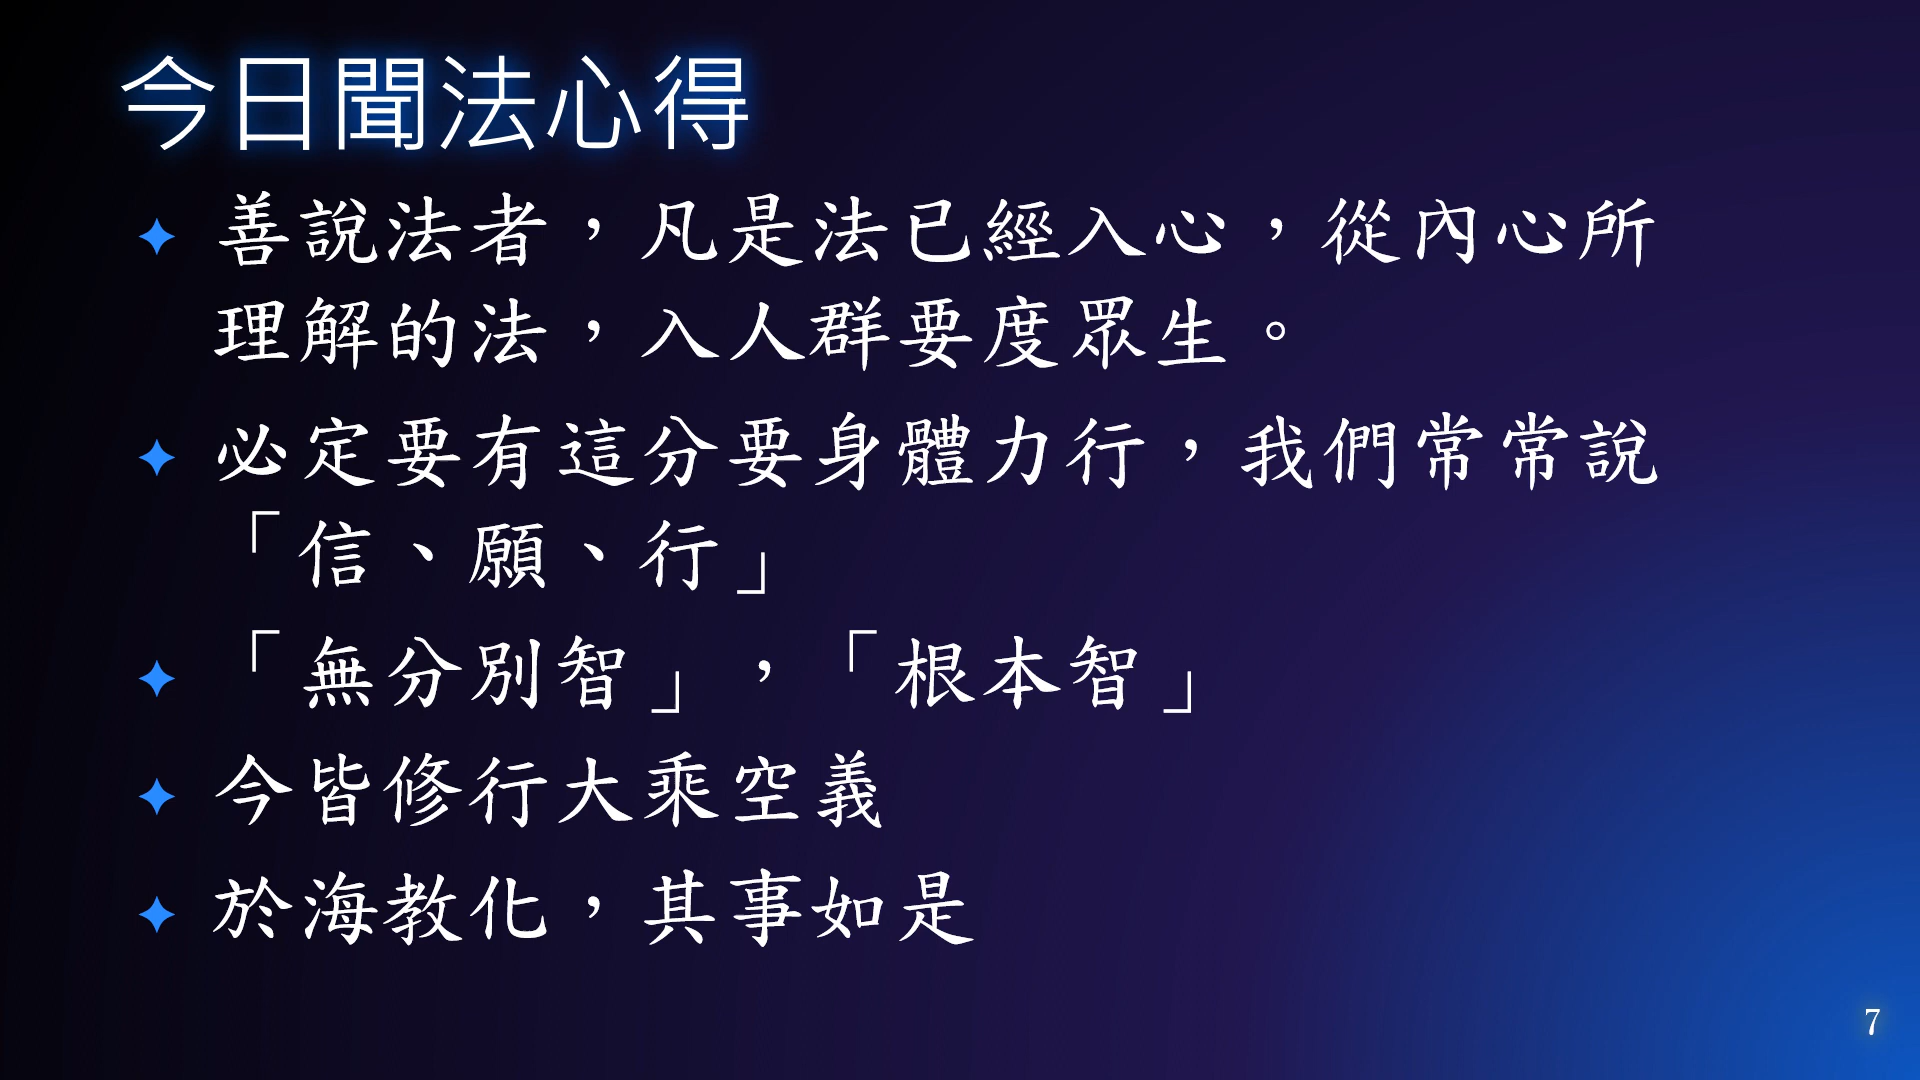 今日聞法心得
善說法者，凡是法已經入心，從內心所
理解的法，入人群要度眾生。
必定要有這分要身體力行，我們常常說
「信、願、行」
「無分別智」，「根本智」
今皆修行大乘空義
於海教化，其事如是
7